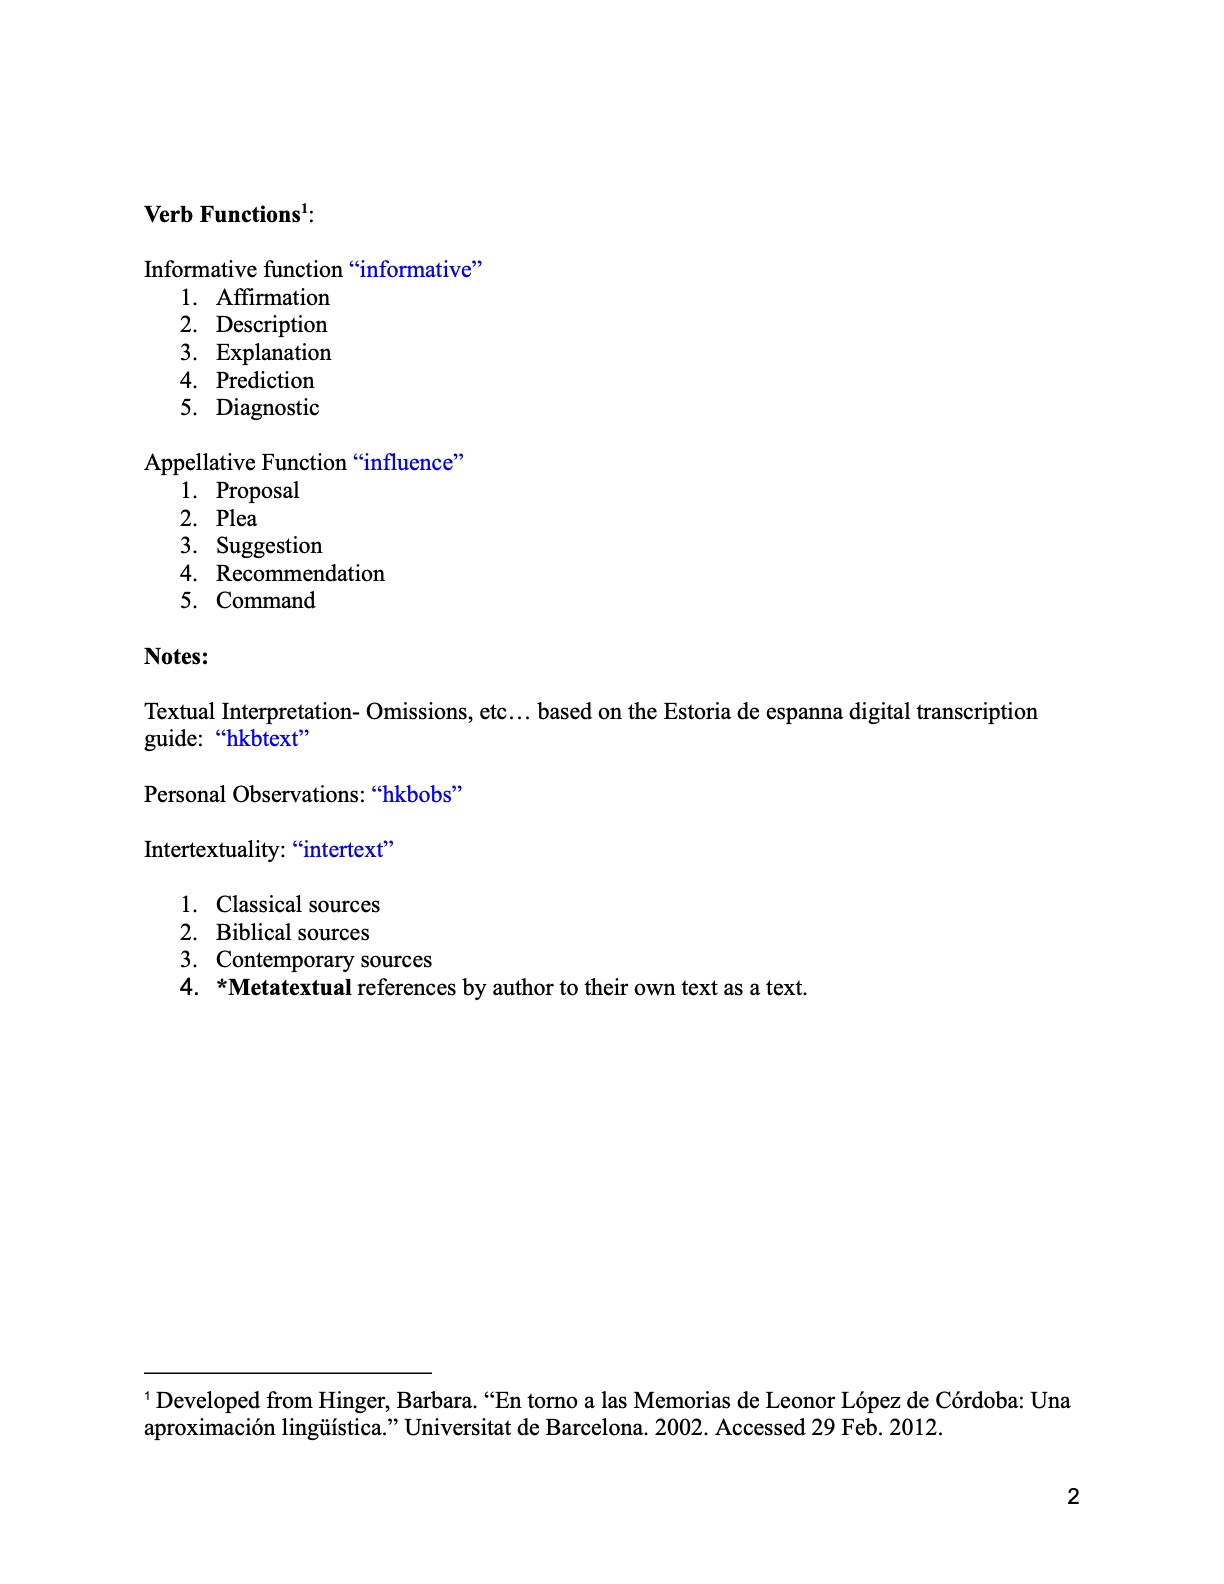 Verb Functions¹:
Informative function “informative”
1. Affirmation
2. Description
3. Explanation
4. Prediction
5. Diagnostic
Appellative Function “influence”
1. Proposal
2. Plea
3. Suggestion
4. Recommendation
5. Command
Notes:
Textual Interpretation- Omissions, etc… based on the Estoria de espanna digital transcription
guide: “hkbtext”
Personal Observations: “hkbobs”
Intertextuality: “intertext”
1. Classical sources
2. Biblical sources
3. Contemporary sources
4. *Metatextual references by author to their own text as a text.
¹ Developed from Hinger, Barbara. “En torno a las Memorias de Leonor López de Córdoba: Una
aproximación lingüística.” Universitat de Barcelona. 2002. Accessed 29 Feb. 2012.
2